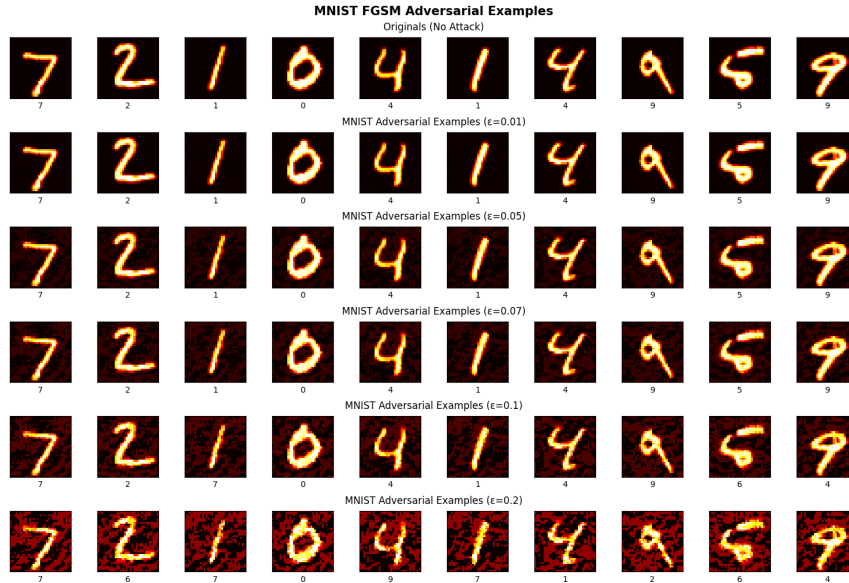 MNIST FGSM Adversarial Examples
Originals (No Attack)
7 2 1 0 4 1 4 9 5 9
MNIST Adversarial Examples (ε=0.01)
7 2 1 0 4 1 4 9 5 9
MNIST Adversarial Examples (ε=0.05)
7 2 1 0 4 1 4 9 5 9
MNIST Adversarial Examples (ε=0.07)
7 2 1 0 4 1 4 9 5 9
MNIST Adversarial Examples (ε=0.1)
7 2 7 0 9 1 4 9 6 4
MNIST Adversarial Examples (ε=0.2)
7 6 7 0 9 7 1 2 6 4